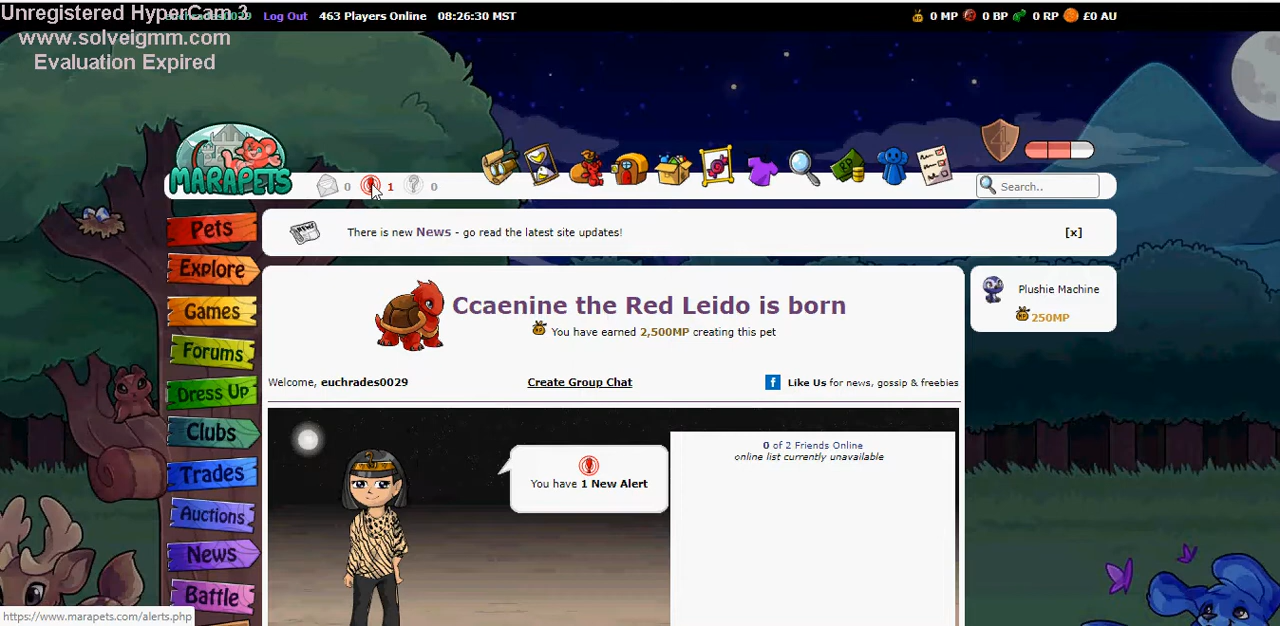 Unregistered HyperCam 3
www.solveigmm.com
Evaluation Expired
euchrades0029 Log Out 463 Players Online 08:26:30 MST
0 MP 0 BP 0 RP £0 AU
MARAPETS
0 1 0
4
Search..
There is new News - go read the latest site updates!
[x]
Pets
Explore
Games
Forums
Dress Up
Clubs
Trades
Auctions
News
Battle
Ccaenine the Red Leido is born
You have earned 2,500MP creating this pet
Welcome, euchrades0029
Create Group Chat
Like Us for news, gossip & freebies
You have 1 New Alert
0 of 2 Friends Online
online list currently unavailable
Plushie Machine
250MP
https://www.marapets.com/alerts.php